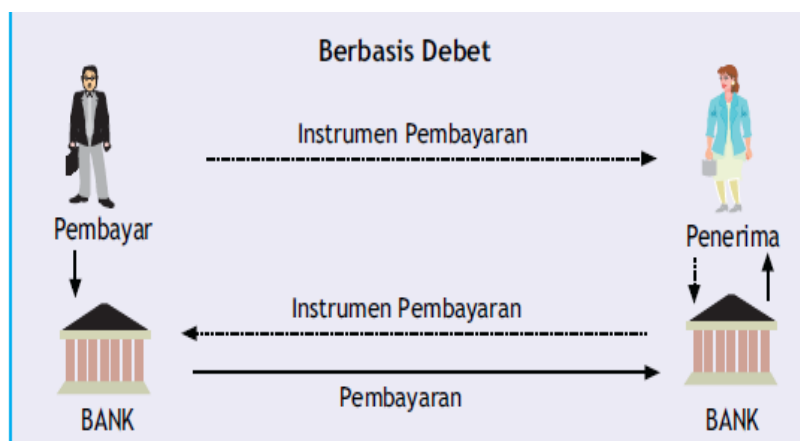 Berbasis Debet
Instrumen Pembayaran
Pembayar
Penerima
Instrumen Pembayaran
Pembayaran
BANK
BANK